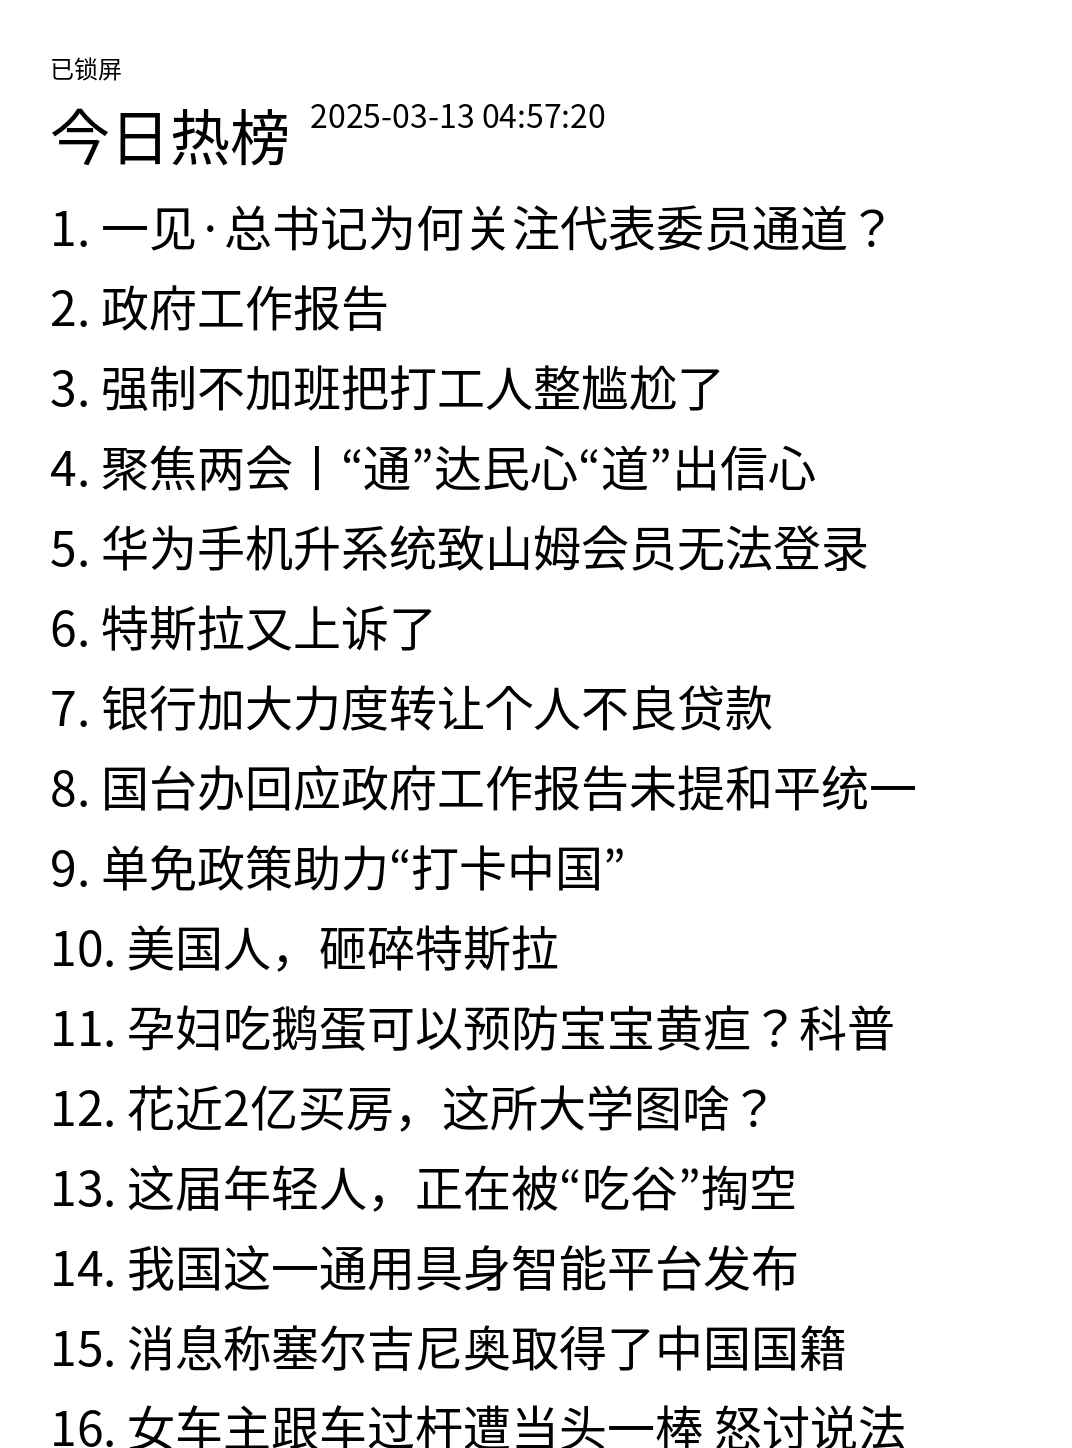 已锁屏
今日热榜 2025-03-13 04:57:20
1. 一见·总书记为何关注代表委员通道？
2. 政府工作报告
3. 强制不加班把打工人整尴尬了
4. 聚焦两会丨“通”达民心“道”出信心
5. 华为手机升系统致山姆会员无法登录
6. 特斯拉又上诉了
7. 银行加大力度转让个人不良贷款
8. 国台办回应政府工作报告未提和平统一
9. 单免政策助力“打卡中国”
10. 美国人，砸碎特斯拉
11. 孕妇吃鹅蛋可以预防宝宝黄疸？科普
12. 花近2亿买房，这所大学图啥？
13. 这届年轻人，正在被“吃谷”掏空
14. 我国这一通用具身智能平台发布
15. 消息称塞尔吉尼奥取得了中国国籍
16. 女车主跟车过杆遭当头一棒 怒讨说法